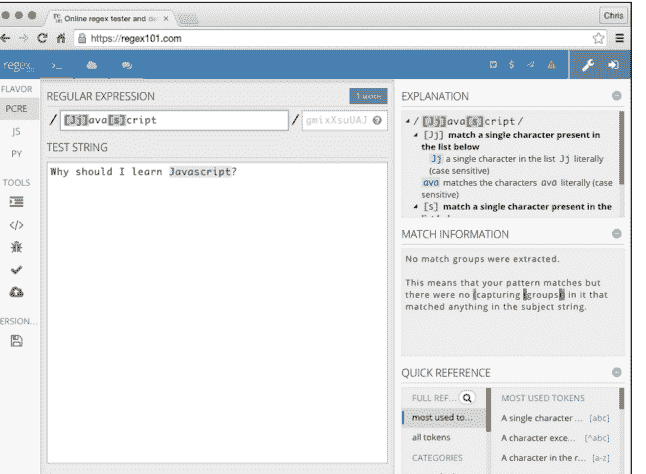 Online regex tester and de
Chris
https://regex101.com
regex
FLAVOR
PCRE
JS
PY
TOOLS
</>
ERSION...
REGULAR EXPRESSION
/ [Jj]ava[s]cript / gmixXsuUAJ
TEST STRING
Why should I learn Javascript?
EXPLANATION
/ [Jj]ava[s]cript /
[Jj] match a single character present in
the list below
Jj a single character in the list Jj literally
(case sensitive)
ava matches the characters ava literally (case
sensitive)
[s] match a single character present in the
MATCH INFORMATION
No match groups were extracted.
This means that your pattern matches but
there were no (capturing (groups)) in it that
matched anything in the subject string.
QUICK REFERENCE
FULL REF...
most used to...
all tokens
CATEGORIES
MOST USED TOKENS
A single character ... [abc]
A character exce... [^abc]
A character in the r... [a-z]